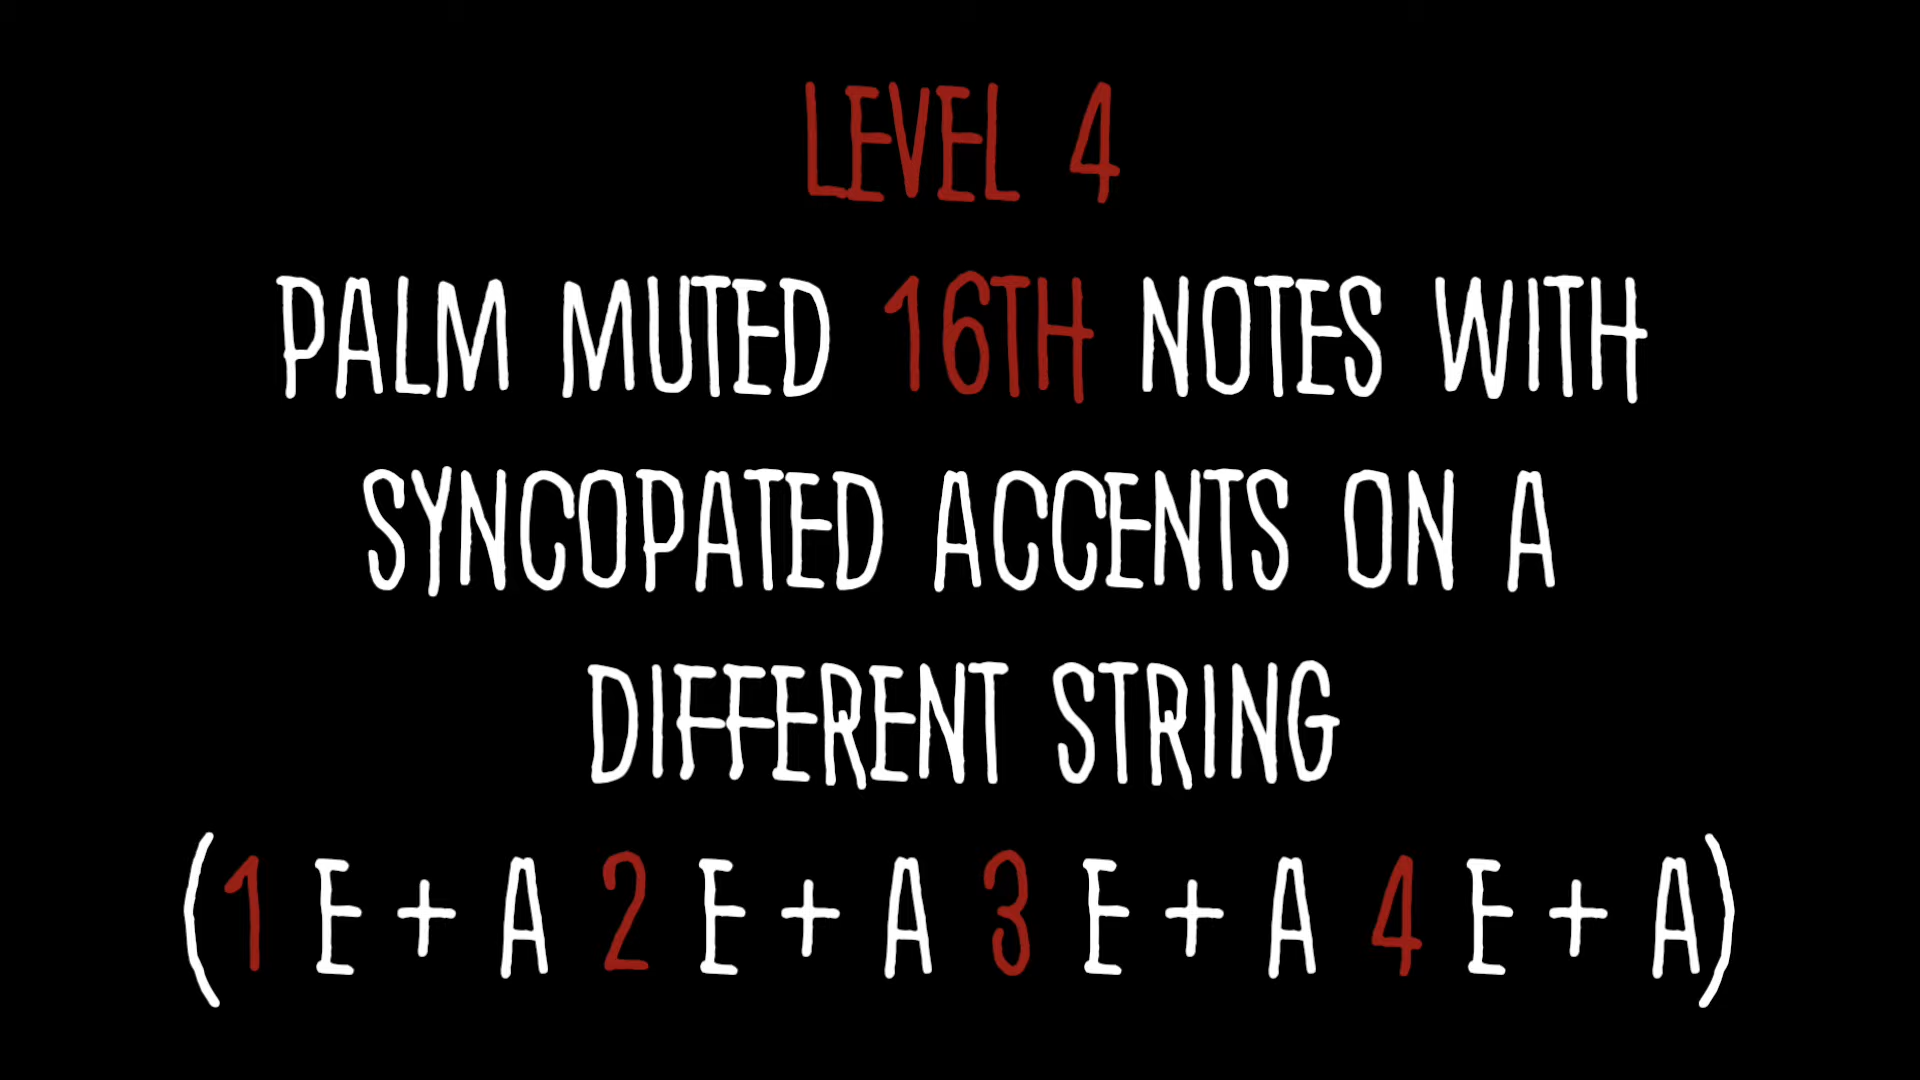 LEVEL 4
PALM MUTED 16TH NOTES WITH
SYNCOPATED ACCENTS ON A
DIFFERENT STRING
(1 E + A 2 E + A 3 E + A 4 E + A)